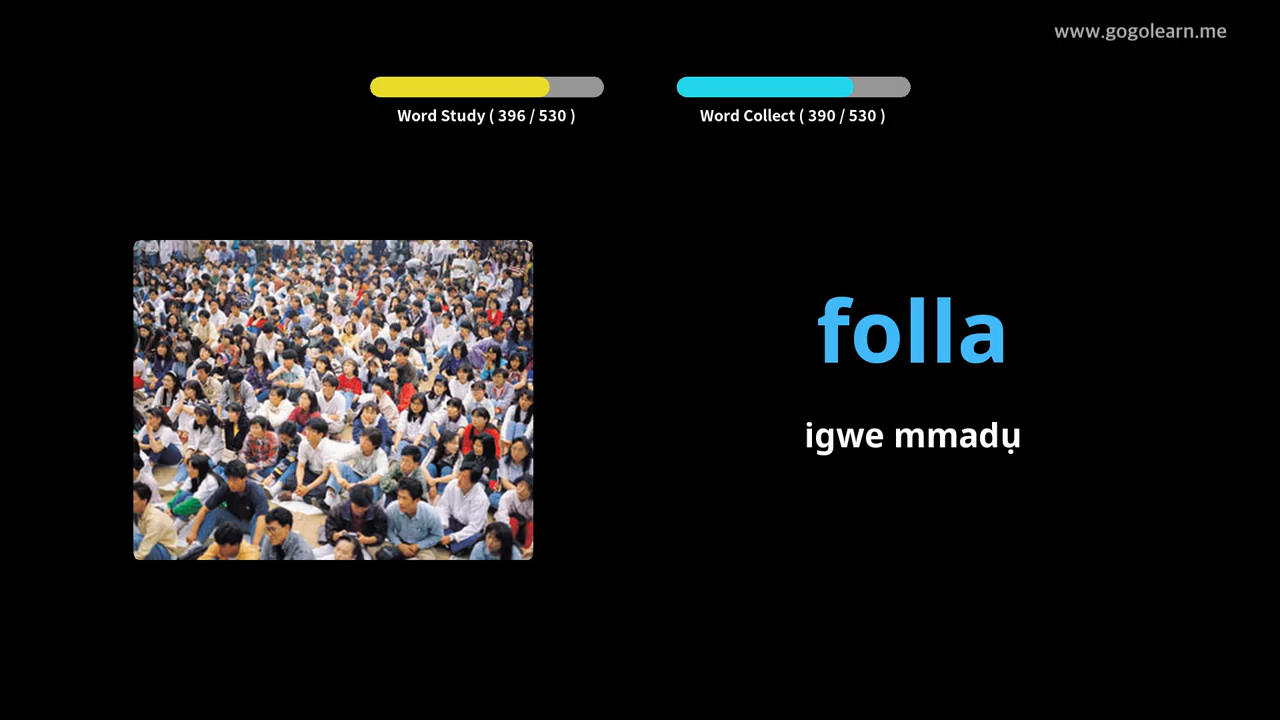 www.gogolearn.me
Word Study ( 396 / 530 )
Word Collect ( 390 / 530 )
folla
igwe mmadụ